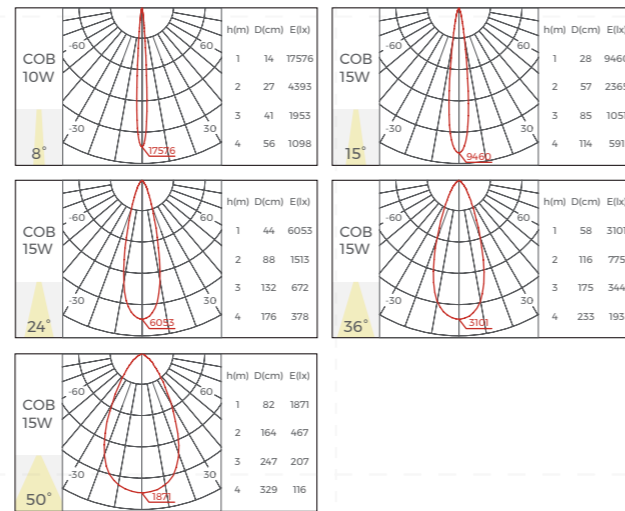 COB 10W 8°
-60 60
-30 30
17576
h(m) D(cm) E(lx)
1 14 17576
2 27 4393
3 41 1953
4 56 1098
COB 15W 15°
-60 60
-30 30
9460
h(m) D(cm) E(lx)
1 28 9460
2 57 2365
3 85 1051
4 114 591
COB 15W 24°
-60 60
-30 30
6053
h(m) D(cm) E(lx)
1 44 6053
2 88 1513
3 132 672
4 176 378
COB 15W 36°
-60 60
-30 30
3101
h(m) D(cm) E(lx)
1 58 3101
2 116 775
3 175 344
4 233 193
COB 15W 50°
-60 60
-30 30
1871
h(m) D(cm) E(lx)
1 82 1871
2 164 467
3 247 207
4 329 116